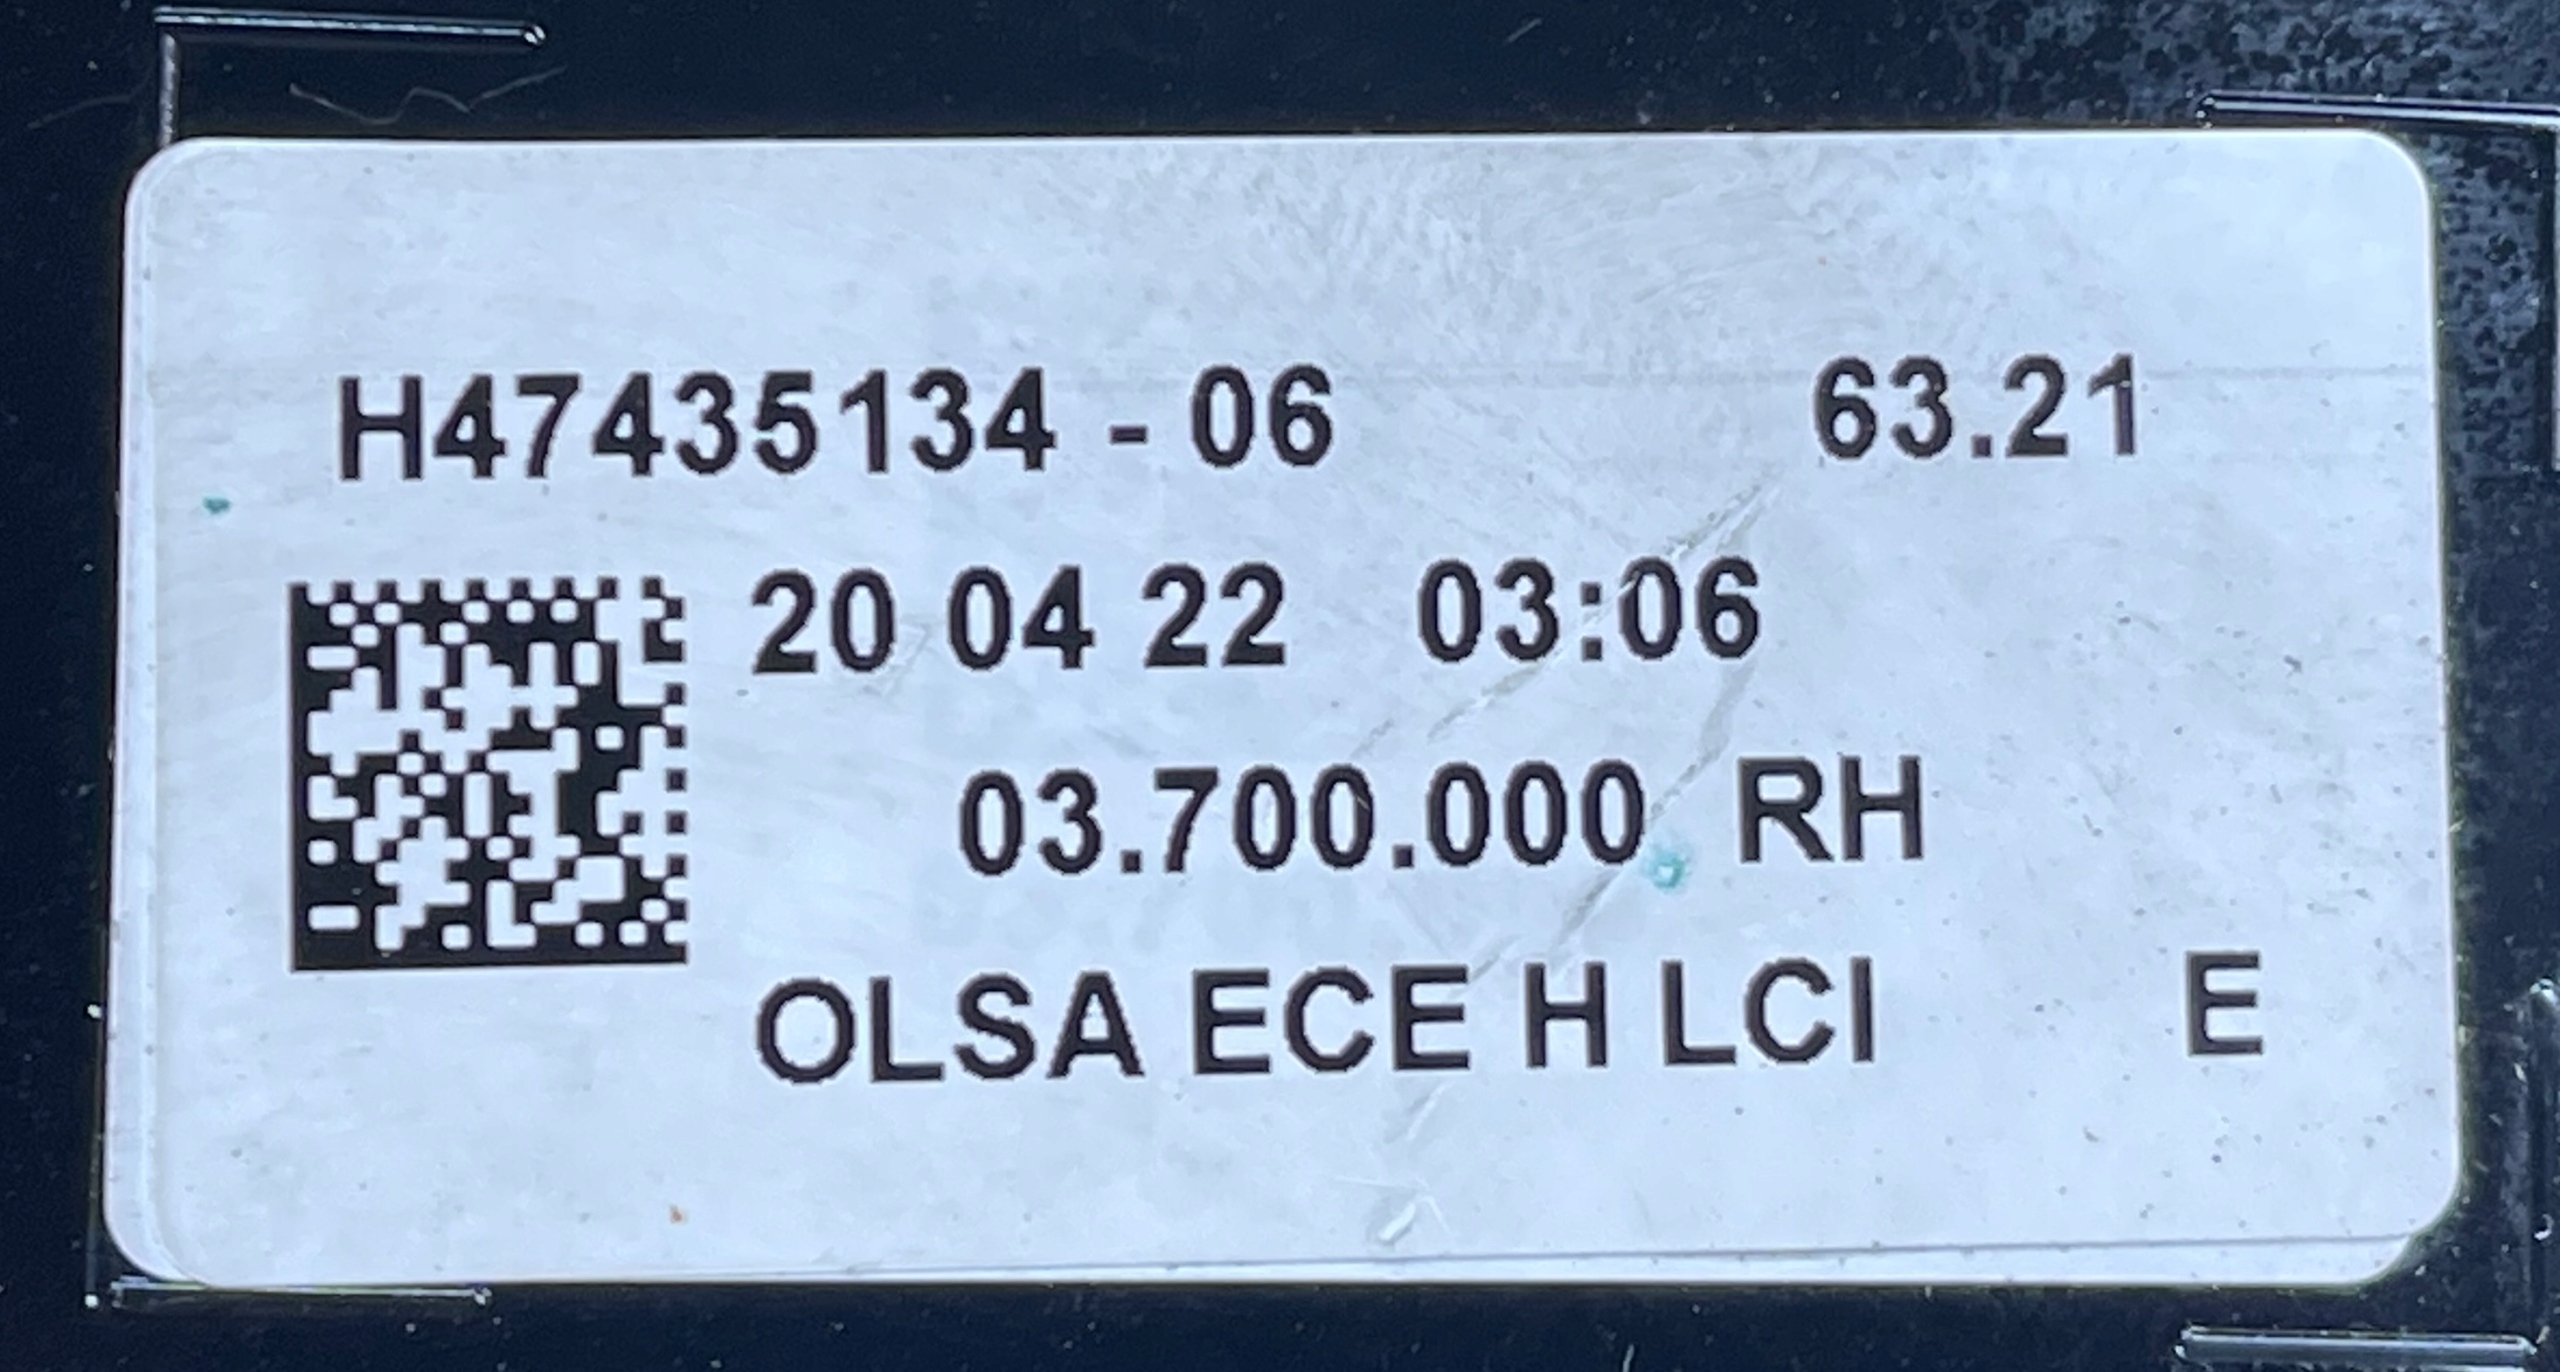 H47435134 - 06 63.21
20 04 22 03:06
03.700.000 RH
OLSA ECE H LCI E